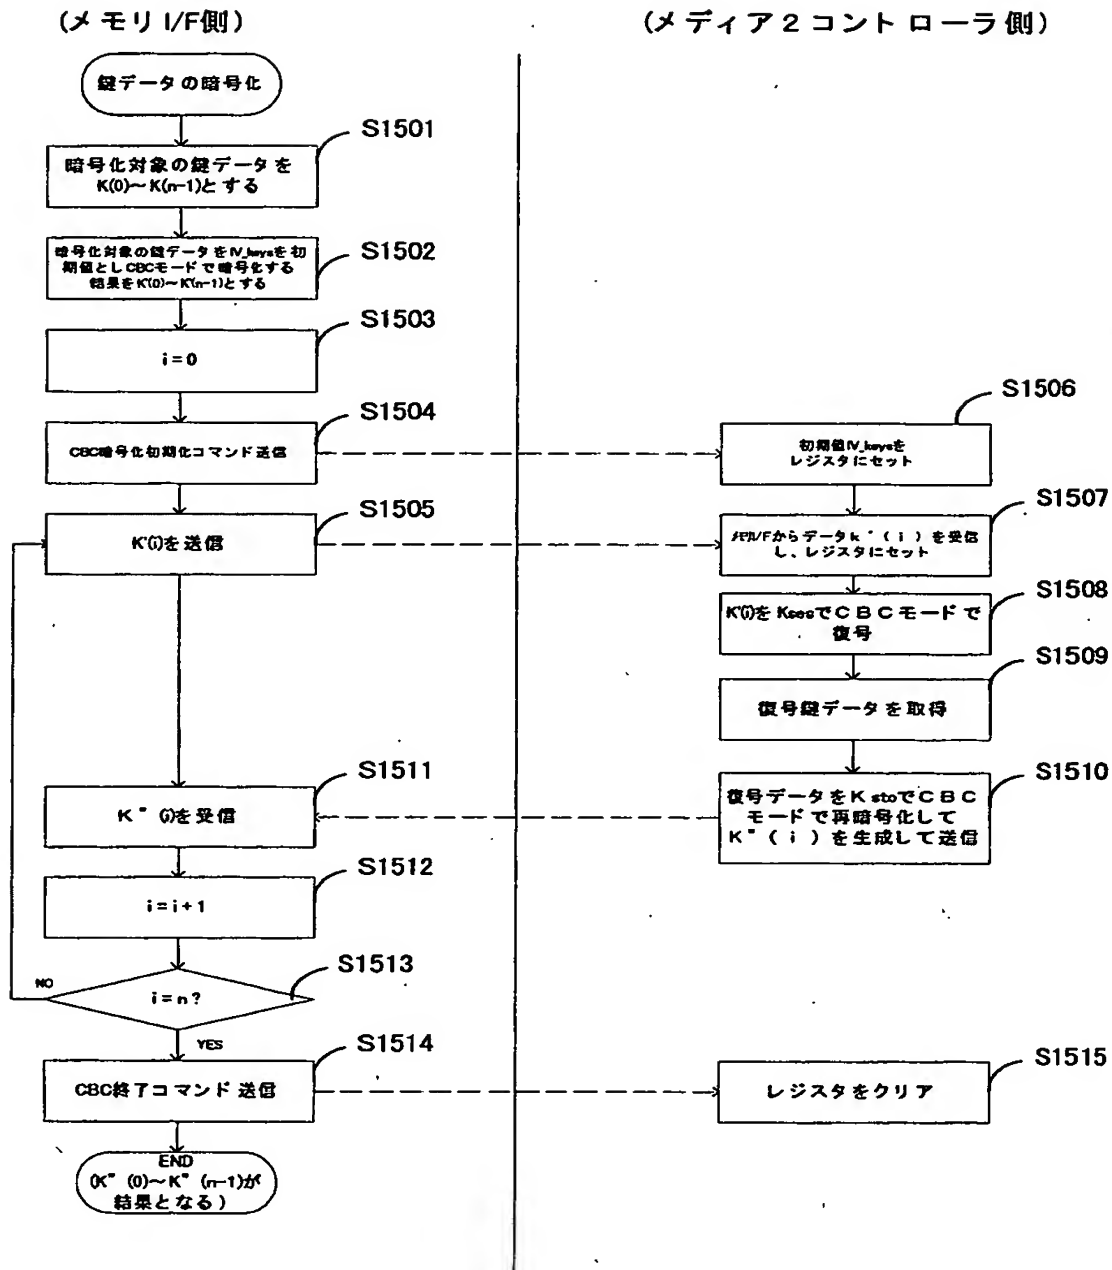 (メモリ I/F側)
(メディア2コントローラ側)
鍵データの暗号化
S1501
暗号化対象の鍵データを
K(0)~K(n-1)とする
S1502
暗号化対象の鍵データをIV_keysを初
期値としCBCモードで暗号化する
結果をK'(0)~K'(n-1)とする
S1503
i=0
S1504
CBC暗号化初期化コマンド送信
S1506
初期値IV_keysを
レジスタにセット
S1505
K'(i)を送信
S1507
メモリI/Fからデータk"(i)を受信
し、レジスタにセット
S1508
K'(i)をKsesでCBCモードで
復号
S1509
復号鍵データを取得
S1510
復号データをKstoでCBC
モードで再暗号化して
K"(i)を生成して送信
S1511
K"(i)を受信
S1512
i=i+1
S1513
i=n?
NO
YES
S1514
CBC終了コマンド送信
S1515
レジスタをクリア
END
(K"(0)~K"(n-1)が
結果となる)